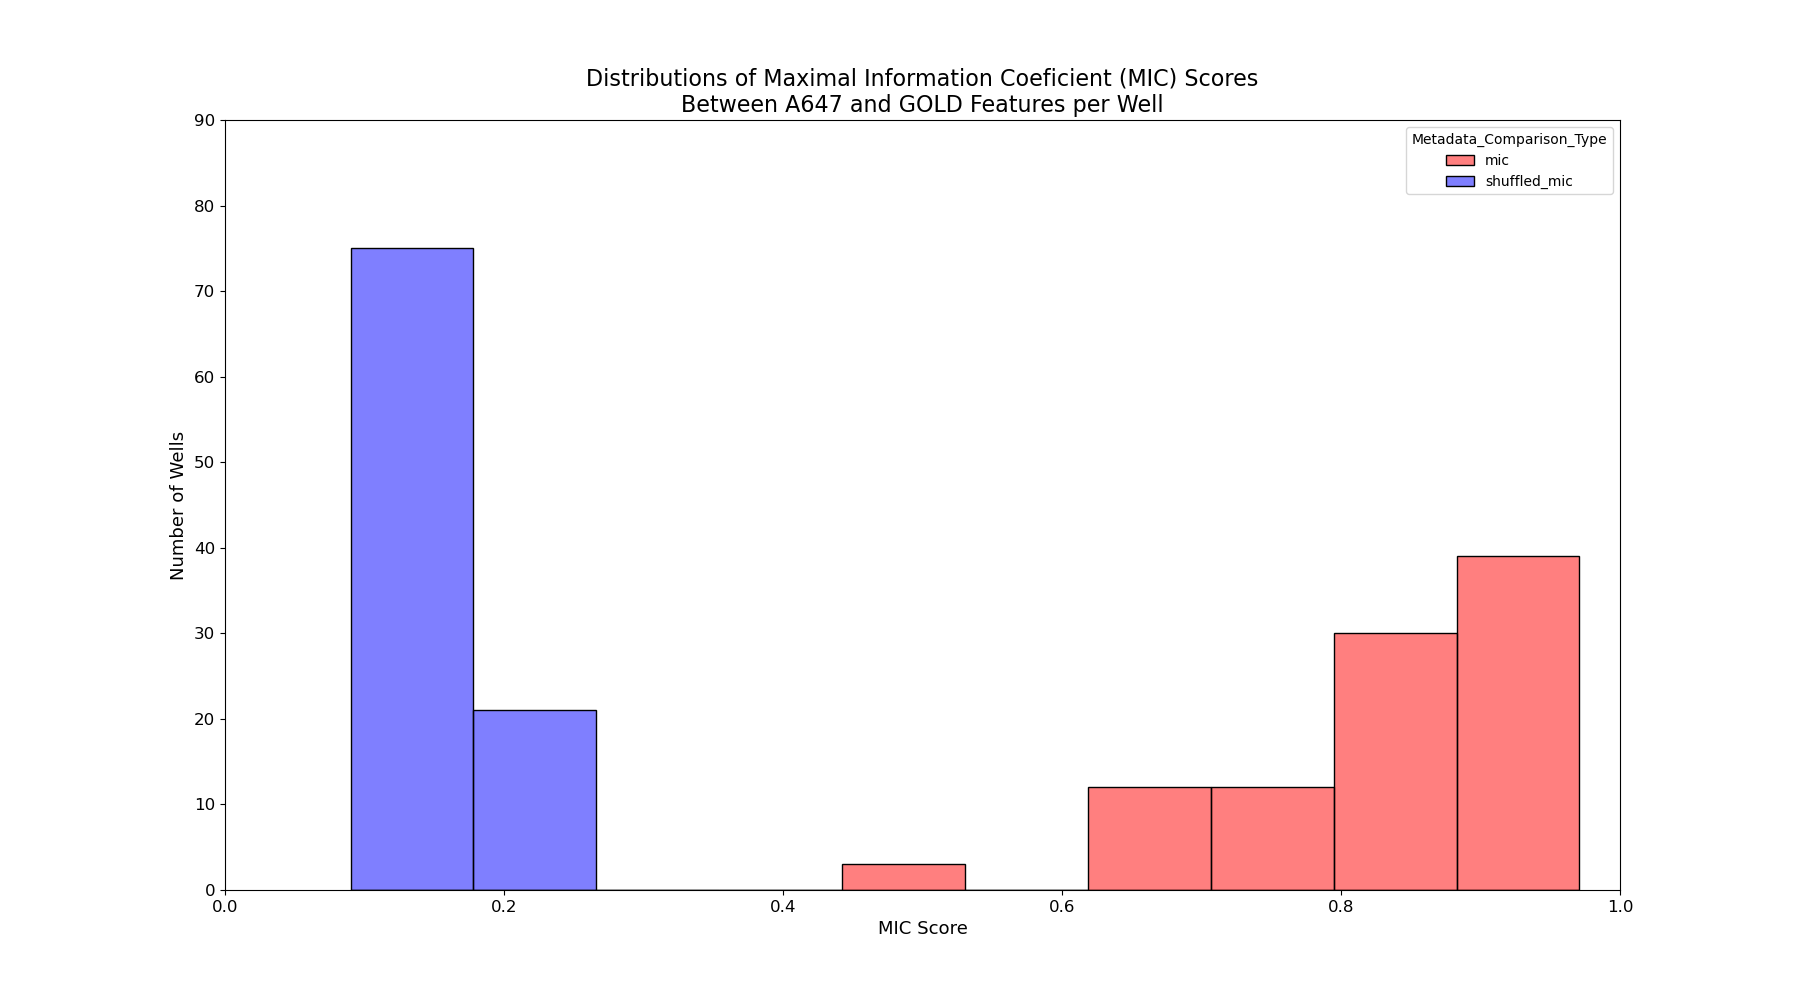 Distributions of Maximal Information Coeficient (MIC) Scores
Between A647 and GOLD Features per Well
Metadata_Comparison_Type
mic
shuffled_mic
90
80
70
60
50
40
30
20
10
0
Number of Wells
0.0 0.2 0.4 0.6 0.8 1.0
MIC Score